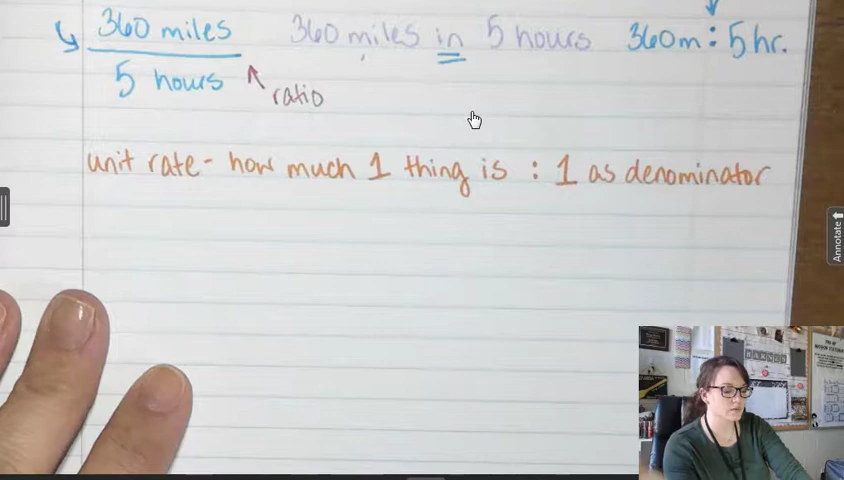 360 miles 360 miles in 5 hours 360m : 5 hr.
5 hours
ratio
unit rate - how much 1 thing is : 1 as denominator
Annotate